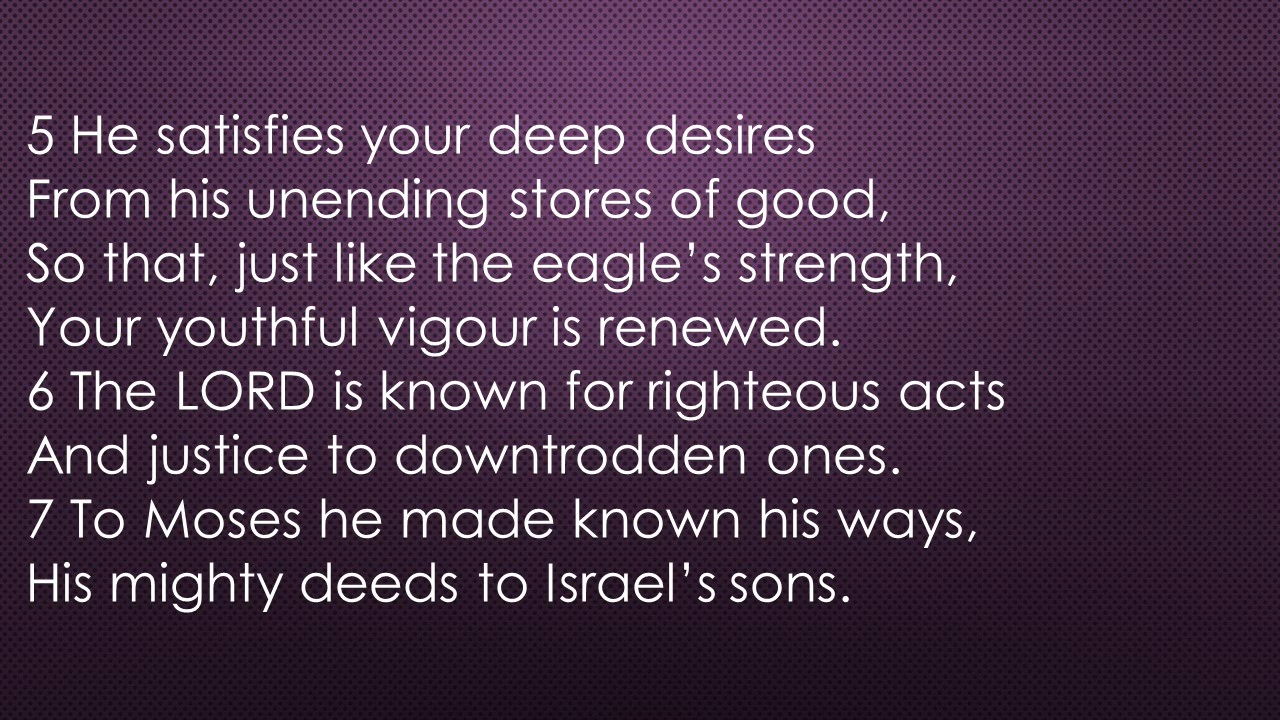 5 He satisfies your deep desires
From his unending stores of good,
So that, just like the eagle’s strength,
Your youthful vigour is renewed.
6 The LORD is known for righteous acts
And justice to downtrodden ones.
7 To Moses he made known his ways,
His mighty deeds to Israel’s sons.